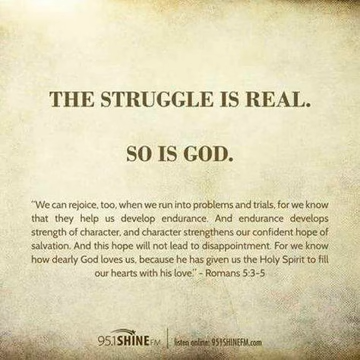 THE STRUGGLE IS REAL.
SO IS GOD.
"We can rejoice, too, when we run into problems and trials, for we know
that they help us develop endurance. And endurance develops
strength of character, and character strengthens our confident hope of
salvation. And this hope will not lead to disappointment. For we know
how dearly God loves us, because he has given us the Holy Spirit to fill
our hearts with his love." - Romans 5:3-5
95.1 SHINE FM | listen online: 951SHINEFM.com